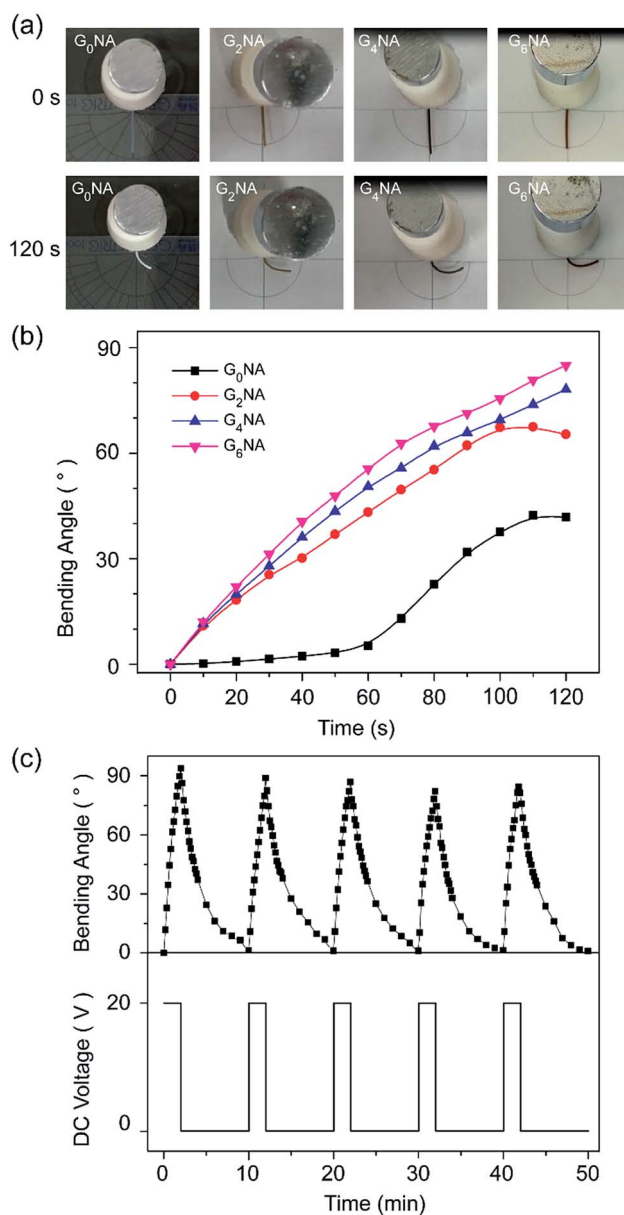 (a)
G₀NA G₂NA G₄NA G₆NA
0 s
G₀NA G₂NA G₄NA G₆NA
120 s
(b)
90
60
30
0
Bending Angle ( ° )
G₀NA
G₂NA
G₄NA
G₆NA
0 20 40 60 80 100 120
Time (s)
(c)
90
60
30
0
Bending Angle ( ° )
20
0
DC Voltage ( V )
0 10 20 30 40 50
Time (min)